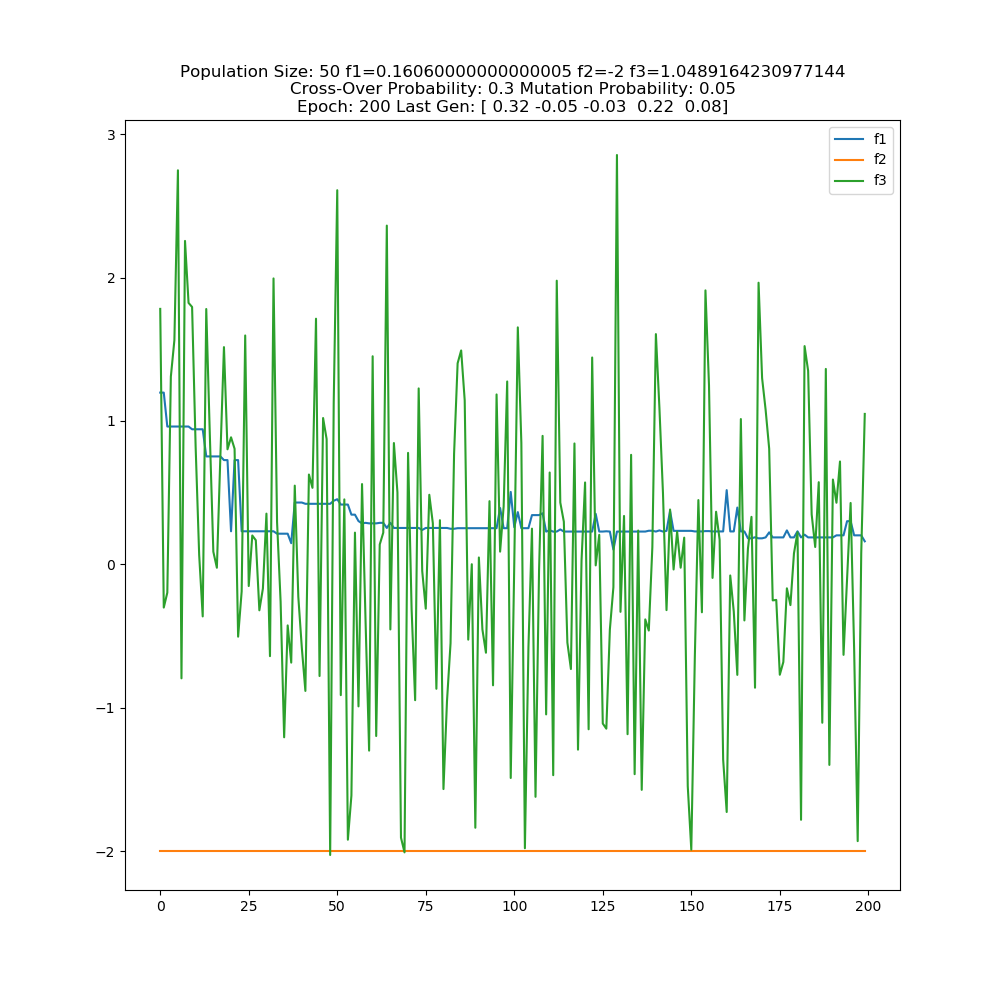 Population Size: 50 f1=0.16060000000000005 f2=-2 f3=1.0489164230977144
Cross-Over Probability: 0.3 Mutation Probability: 0.05
Epoch: 200 Last Gen: [ 0.32 -0.05 -0.03  0.22  0.08]
f1
f2
f3
3
2
1
0
−1
−2
0 25 50 75 100 125 150 175 200